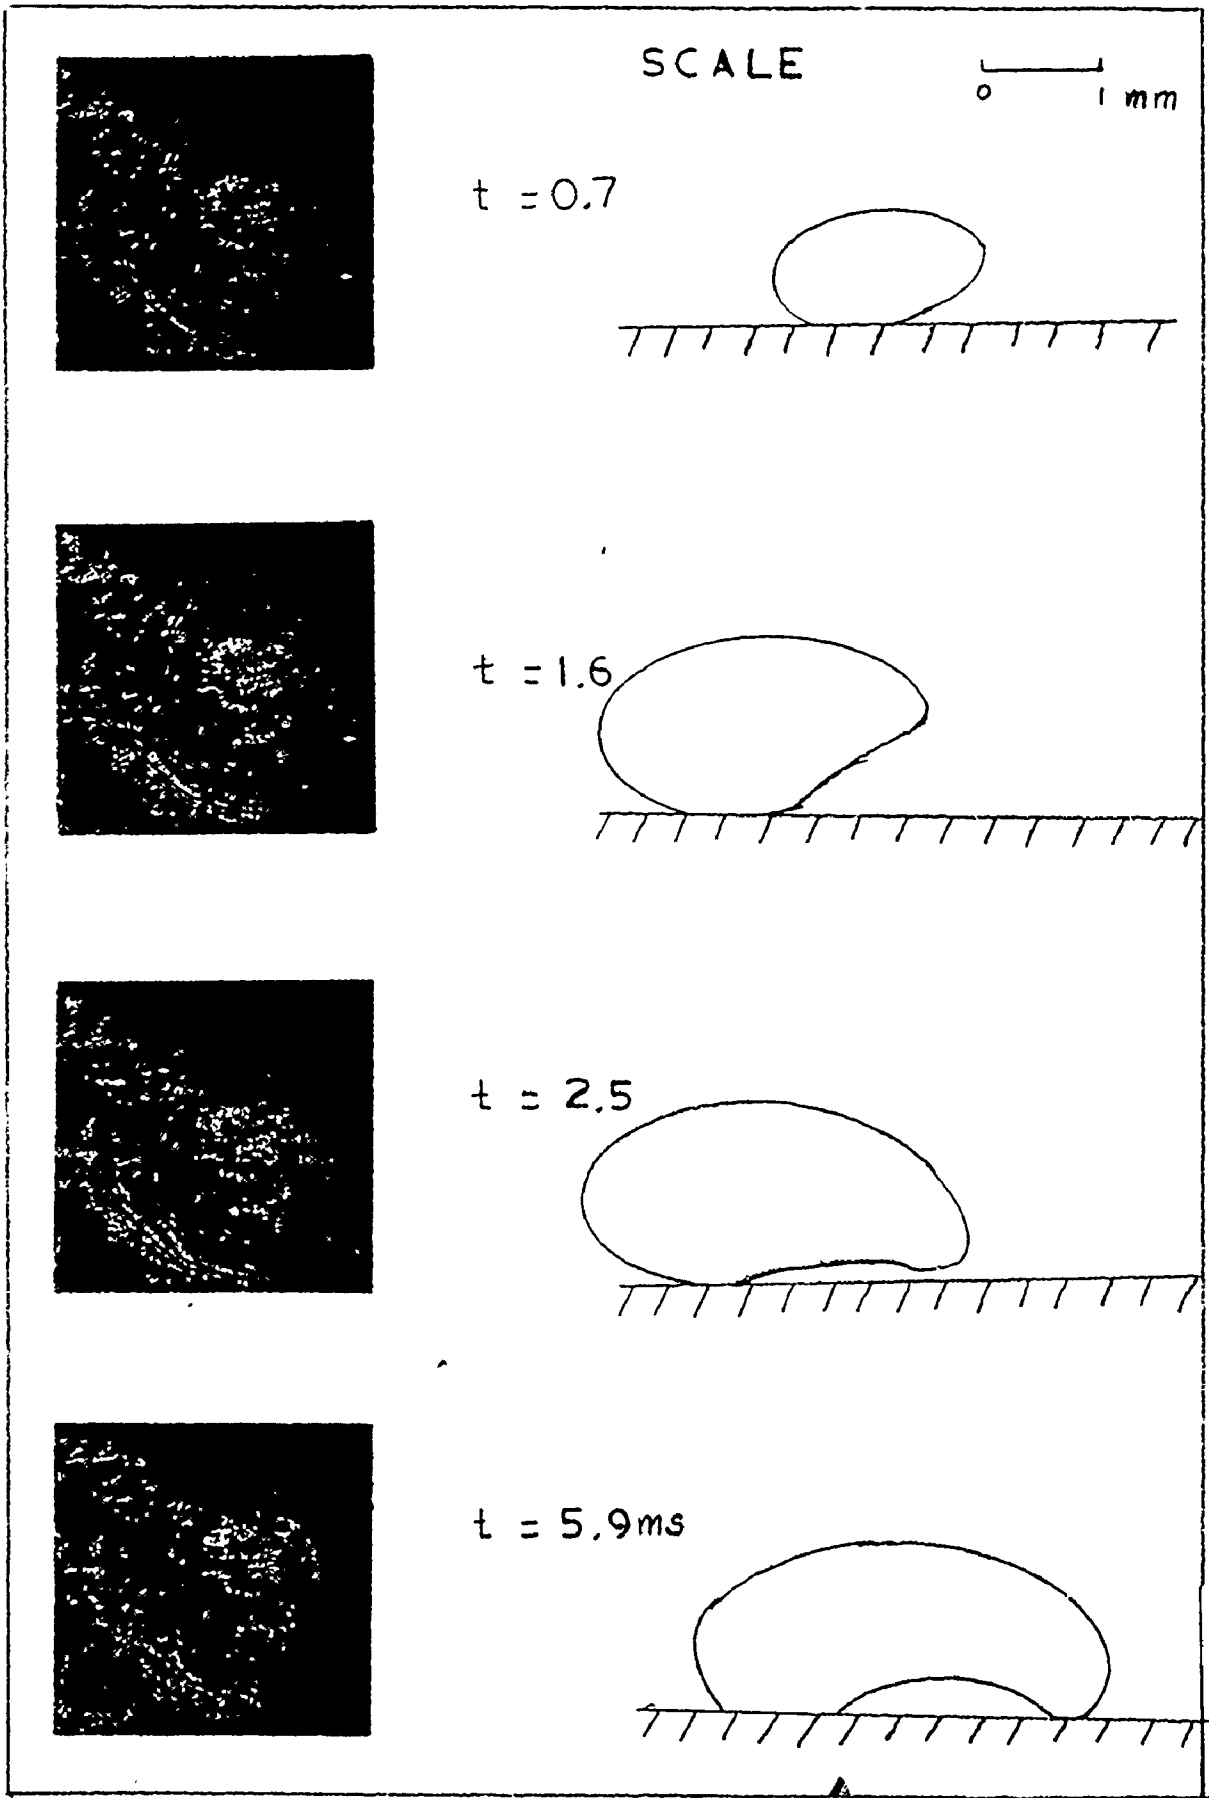 SCALE
0 1 mm
t = 0.7
t = 1.6
t = 2.5
t = 5.9ms